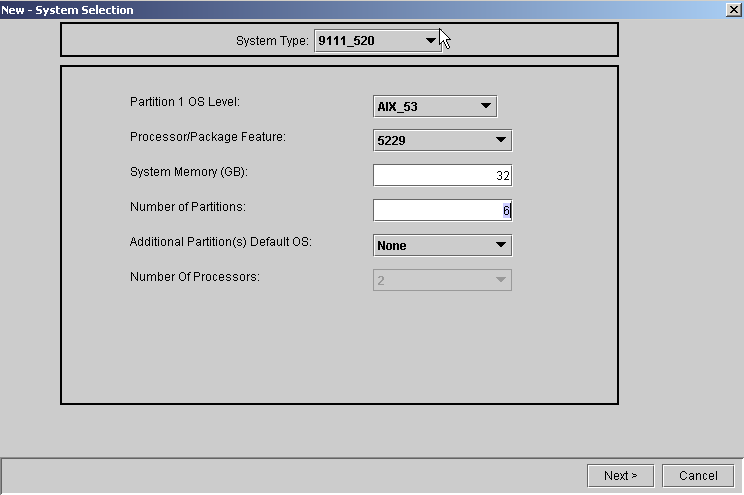 New - System Selection
System Type: 9111_520
Partition 1 OS Level: AIX_53
Processor/Package Feature: 5229
System Memory (GB): 32
Number of Partitions: 6
Additional Partition(s) Default OS: None
Number Of Processors: 2
Next > Cancel